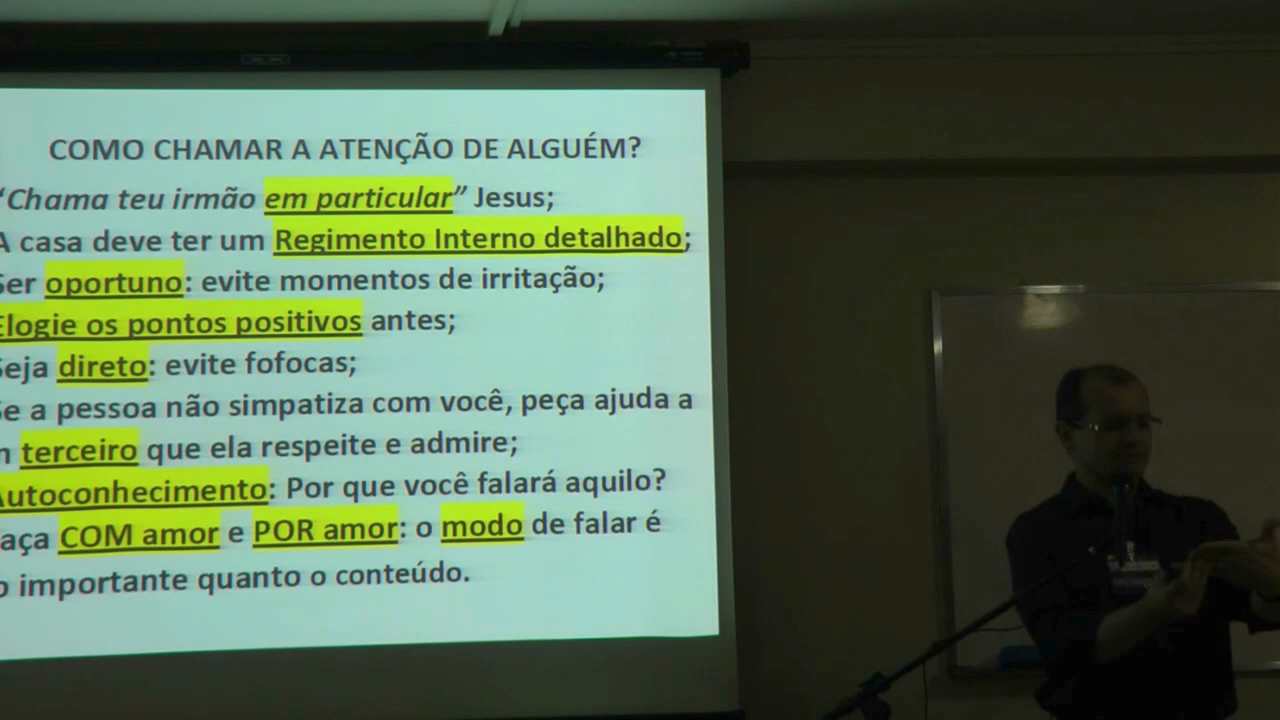 COMO CHAMAR A ATENÇÃO DE ALGUÉM?
“Chama teu irmão em particular” Jesus;
A casa deve ter um Regimento Interno detalhado;
Ser oportuno: evite momentos de irritação;
Elogie os pontos positivos antes;
Seja direto: evite fofocas;
Se a pessoa não simpatiza com você, peça ajuda a
terceiro que ela respeite e admire;
Autoconhecimento: Por que você falará aquilo?
aça COM amor e POR amor: o modo de falar é
o importante quanto o conteúdo.